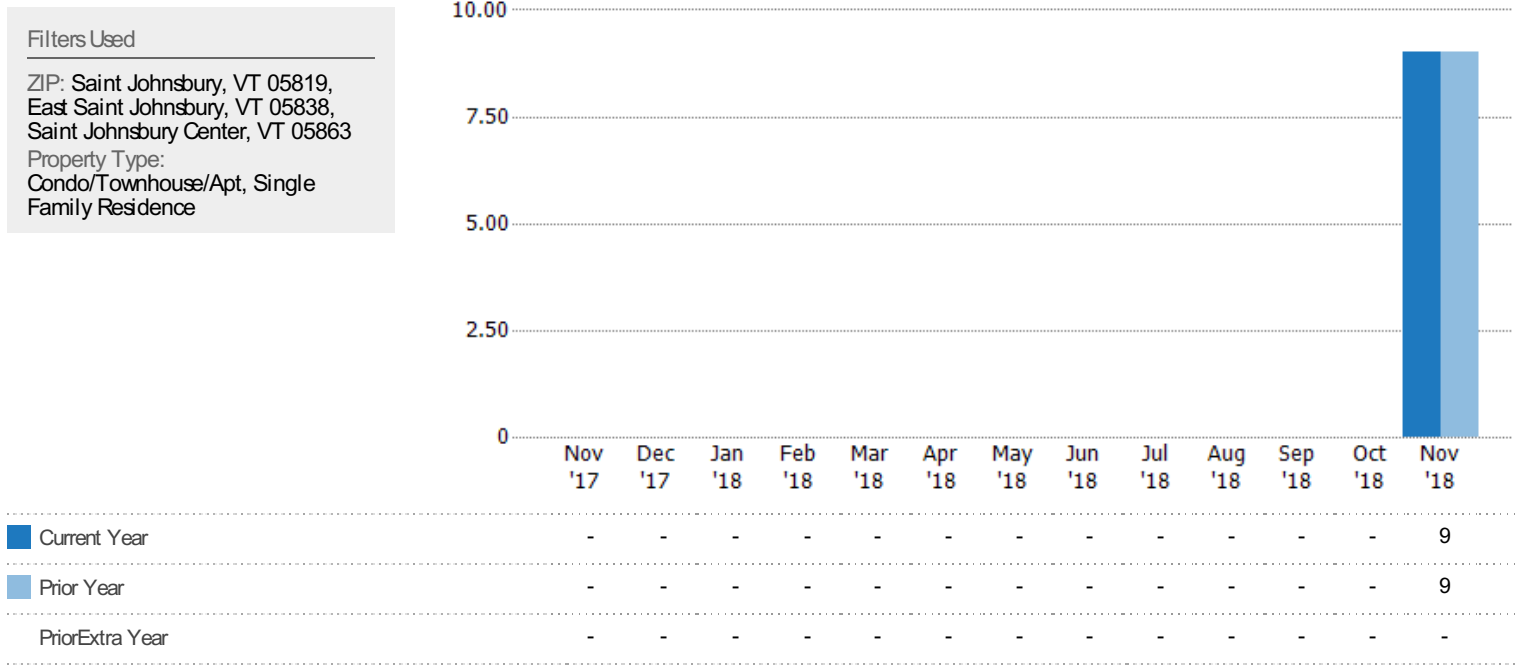 Filters Used
ZIP: Saint Johnsbury, VT 05819,
East Saint Johnsbury, VT 05838,
Saint Johnsbury Center, VT 05863
Property Type:
Condo/Townhouse/Apt, Single
Family Residence
10.00
7.50
5.00
2.50
0
Nov Dec Jan Feb Mar Apr May Jun Jul Aug Sep Oct Nov
'17 '17 '18 '18 '18 '18 '18 '18 '18 '18 '18 '18 '18
Current Year - - - - - - - - - - - - 9
Prior Year - - - - - - - - - - - - 9
PriorExtra Year - - - - - - - - - - - - -